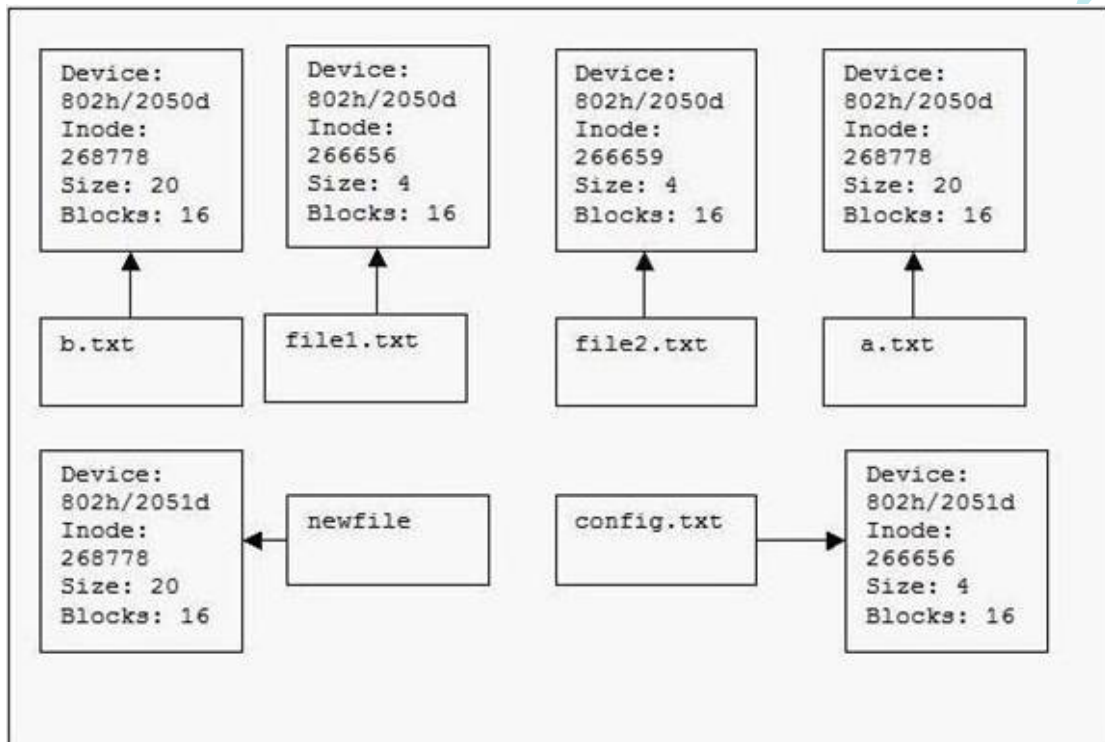 Device:
802h/2050d
Inode:
268778
Size: 20
Blocks: 16
Device:
802h/2050d
Inode:
266656
Size: 4
Blocks: 16
Device:
802h/2050d
Inode:
266659
Size: 4
Blocks: 16
Device:
802h/2050d
Inode:
268778
Size: 20
Blocks: 16
b.txt
file1.txt
file2.txt
a.txt
Device:
802h/2051d
Inode:
268778
Size: 20
Blocks: 16
newfile
config.txt
Device:
802h/2051d
Inode:
266656
Size: 4
Blocks: 16